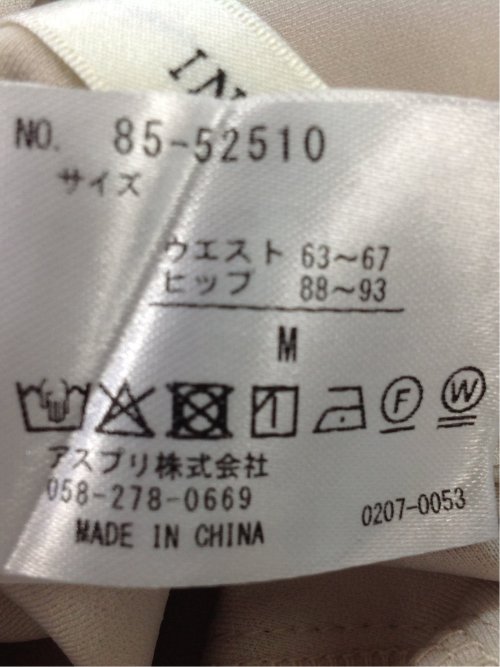 IN
NO. 85-52510
サイズ
ウエスト 63～67
ヒップ 88～93
M
F W
アスプリ株式会社
058-278-0669
0207-0053
MADE IN CHINA